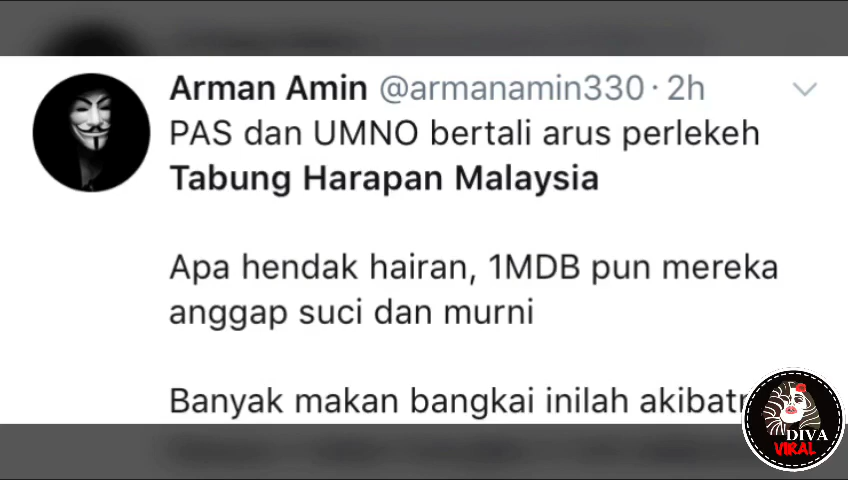 Arman Amin @armanamin330 · 2h
PAS dan UMNO bertali arus perlekeh
Tabung Harapan Malaysia
Apa hendak hairan, 1MDB pun mereka
anggap suci dan murni
Banyak makan bangkai inilah
DIVA
VIRAL